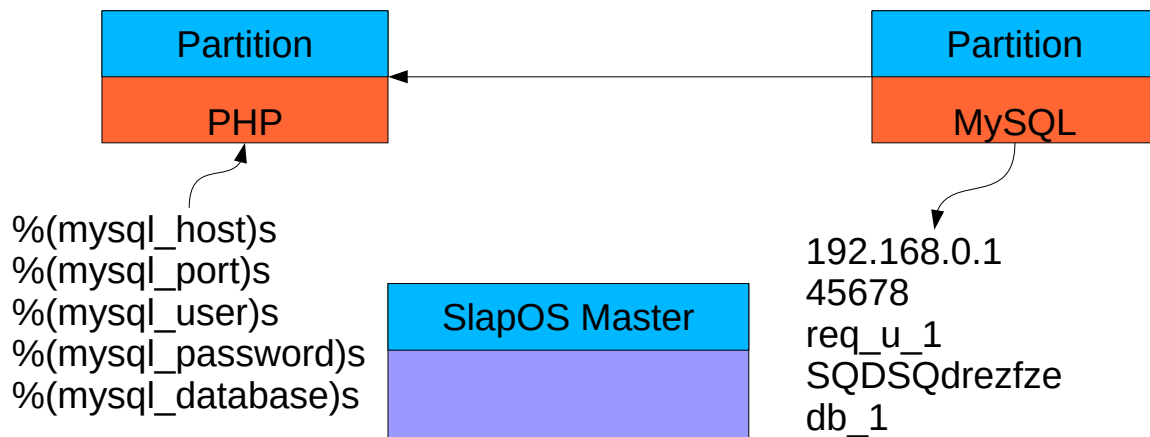 Partition
PHP
Partition
MySQL
%(mysql_host)s
%(mysql_port)s
%(mysql_user)s
%(mysql_password)s
%(mysql_database)s
SlapOS Master
192.168.0.1
45678
req_u_1
SQDSQdrezfze
db_1